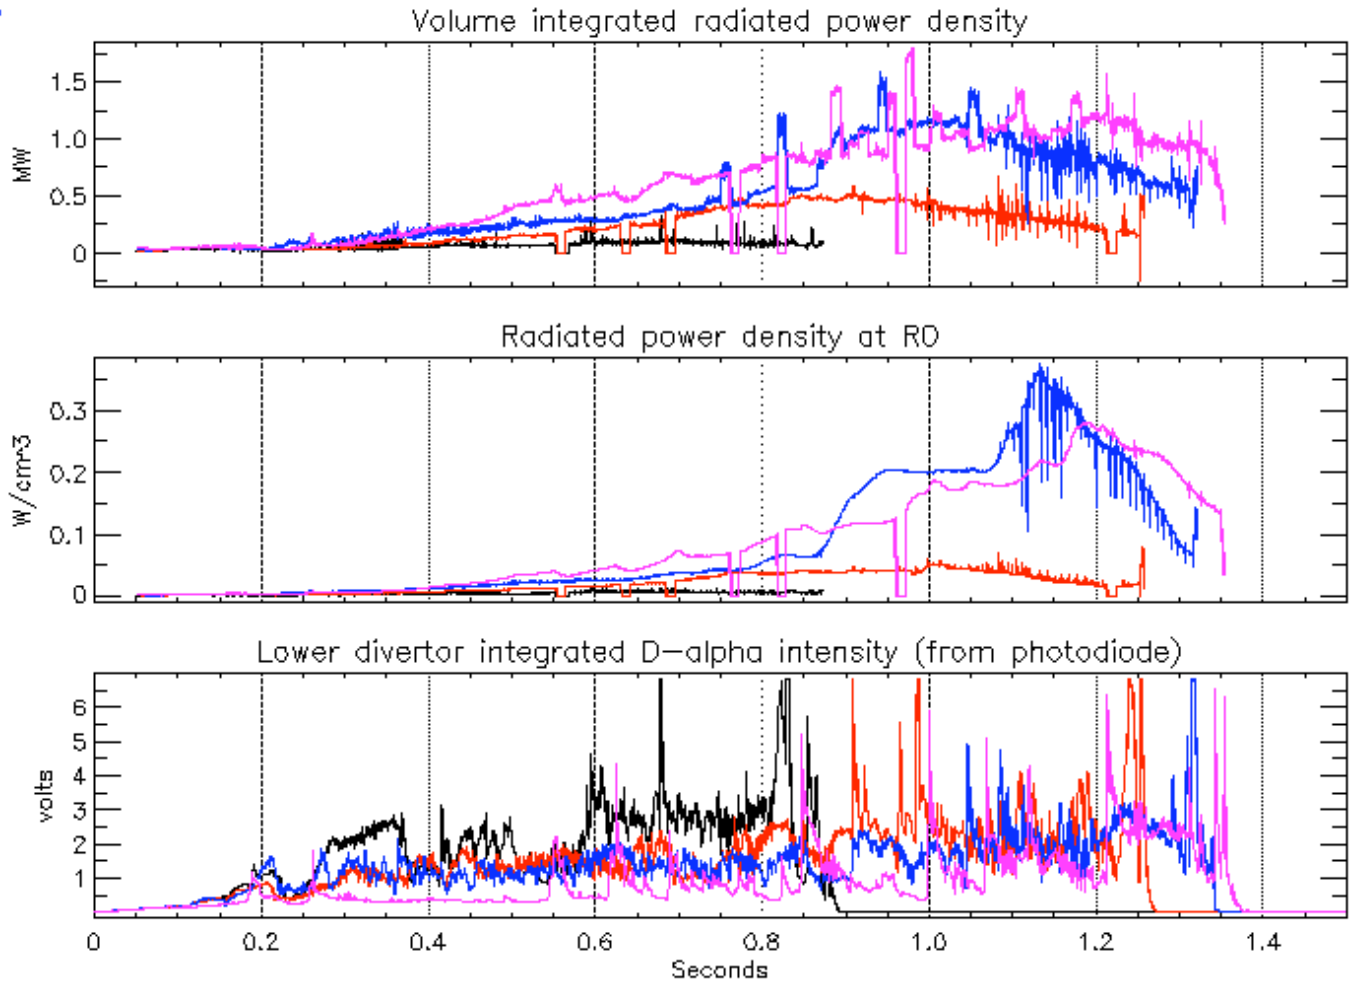 Volume integrated radiated power density
1.5
1.0
0.5
0
MW
Radiated power density at R0
0.3
0.2
0.1
0
W/cm^3
Lower divertor integrated D-alpha intensity (from photodiode)
6
5
4
3
2
1
volts
0 0.2 0.4 0.6 0.8 1.0 1.2 1.4
Seconds